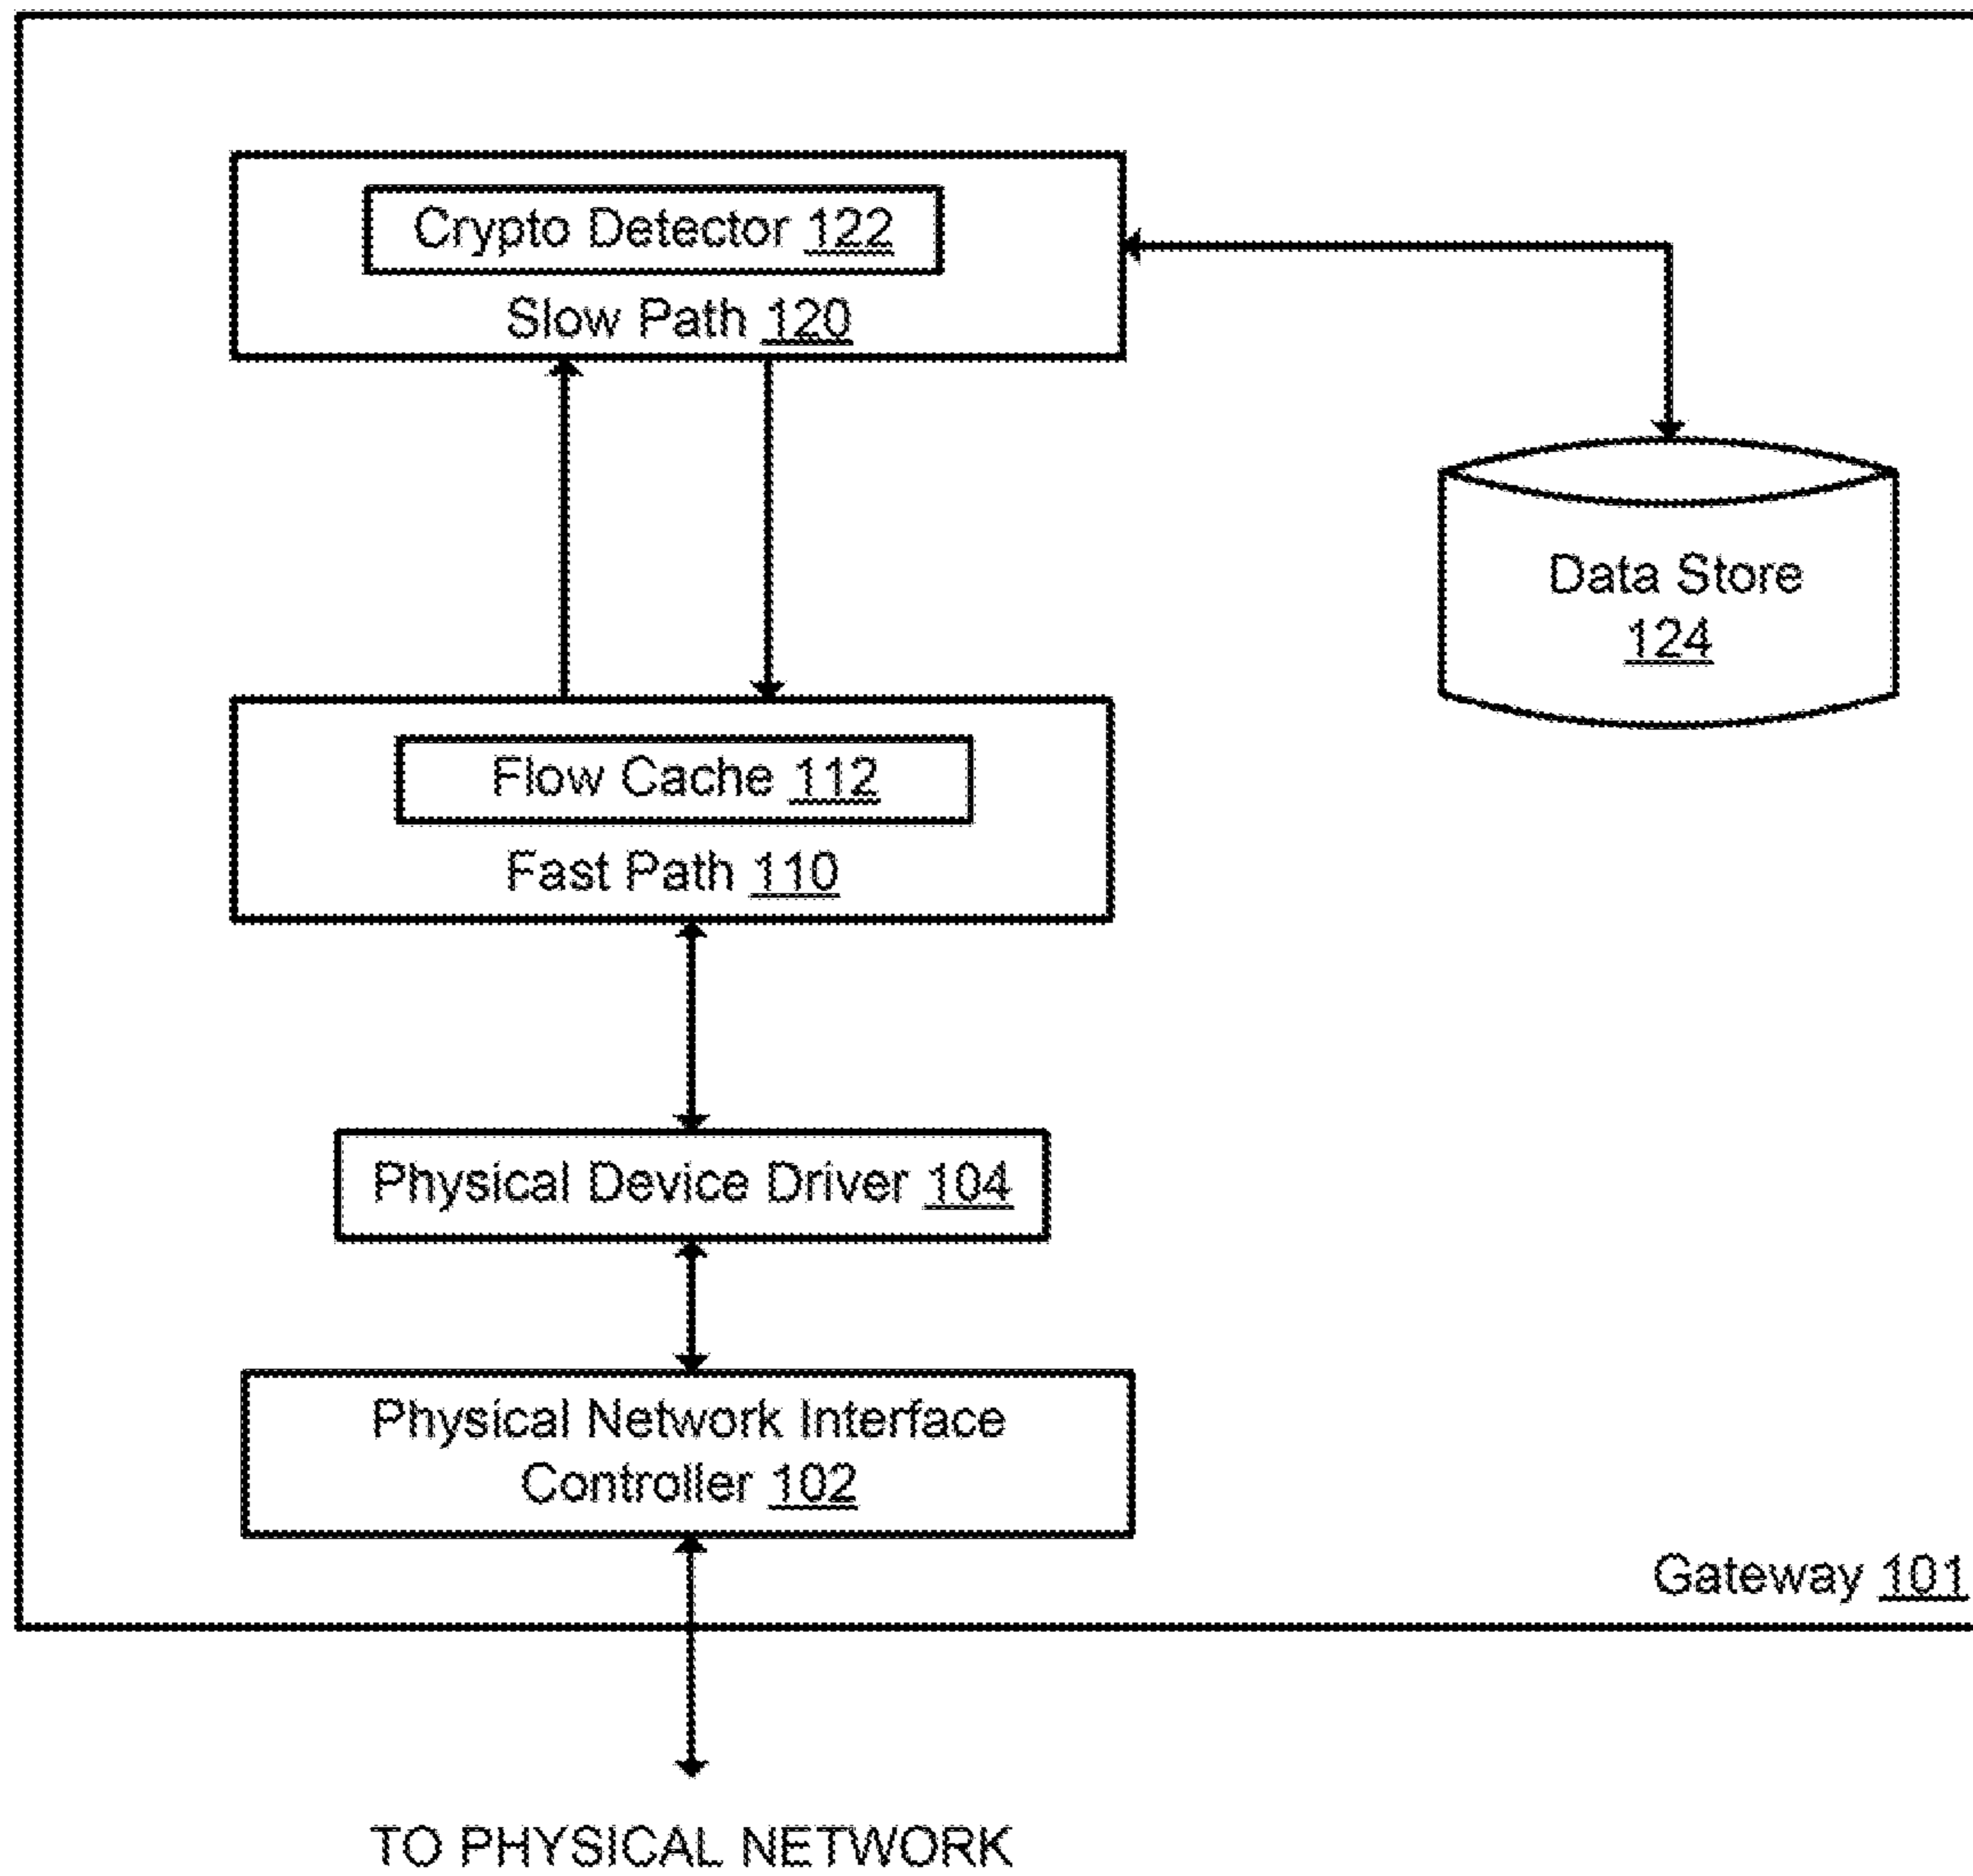 Crypto Detector 122
Slow Path 120
Data Store
124
Flow Cache 112
Fast Path 110
Physical Device Driver 104
Physical Network Interface
Controller 102
Gateway 101
TO PHYSICAL NETWORK